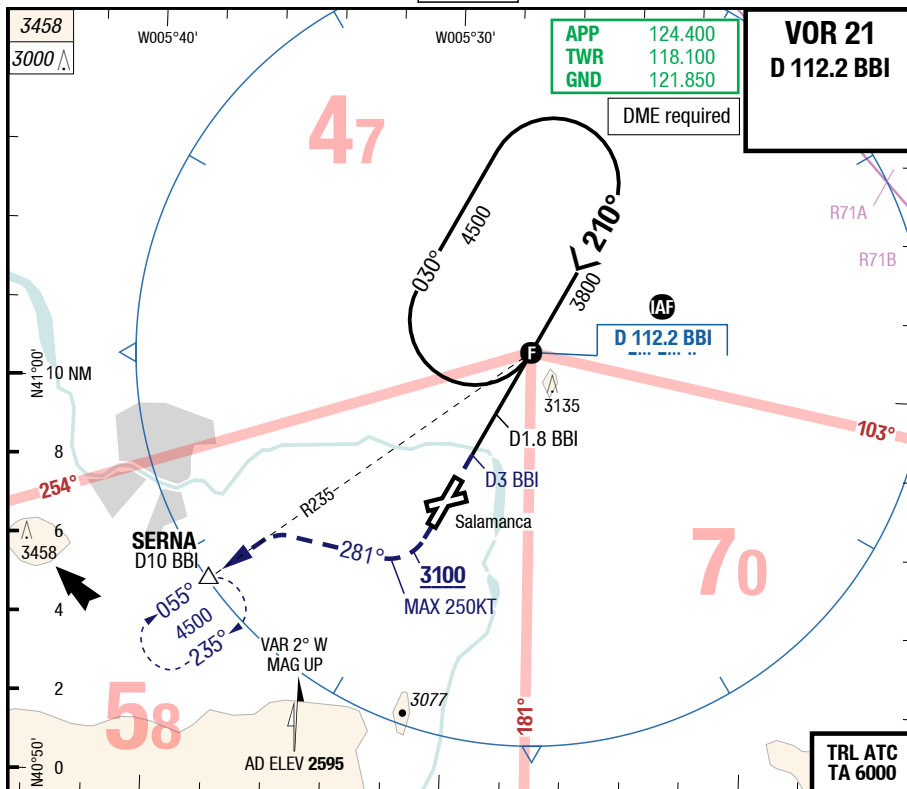 3458
3000
W005°40'
W005°30'
APP 124.400
TWR 118.100
GND 121.850
DME required
VOR 21
D 112.2 BBI
47
R71A
R71B
4500
030°
210°
3800
IAF
D 112.2 BBI
F
N41°00'
10 NM
3135
D1.8 BBI
103°
8
254°
D3 BBI
R235
Salamanca
6
3458
SERNA
D10 BBI
281°
3100
MAX 250KT
70
4
055°
4500
235°
VAR 2° W
MAG UP
2
58
3077
181°
AD ELEV 2595
N40°50'
0
TRL ATC
TA 6000